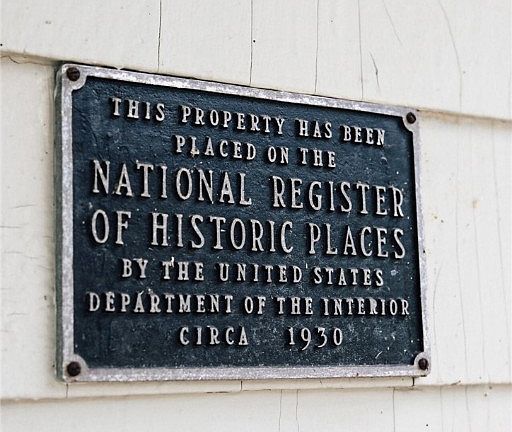 THIS PROPERTY HAS BEEN
PLACED ON THE
NATIONAL REGISTER
OF HISTORIC PLACES
BY THE UNITED STATES
DEPARTMENT OF THE INTERIOR
CIRCA 1930